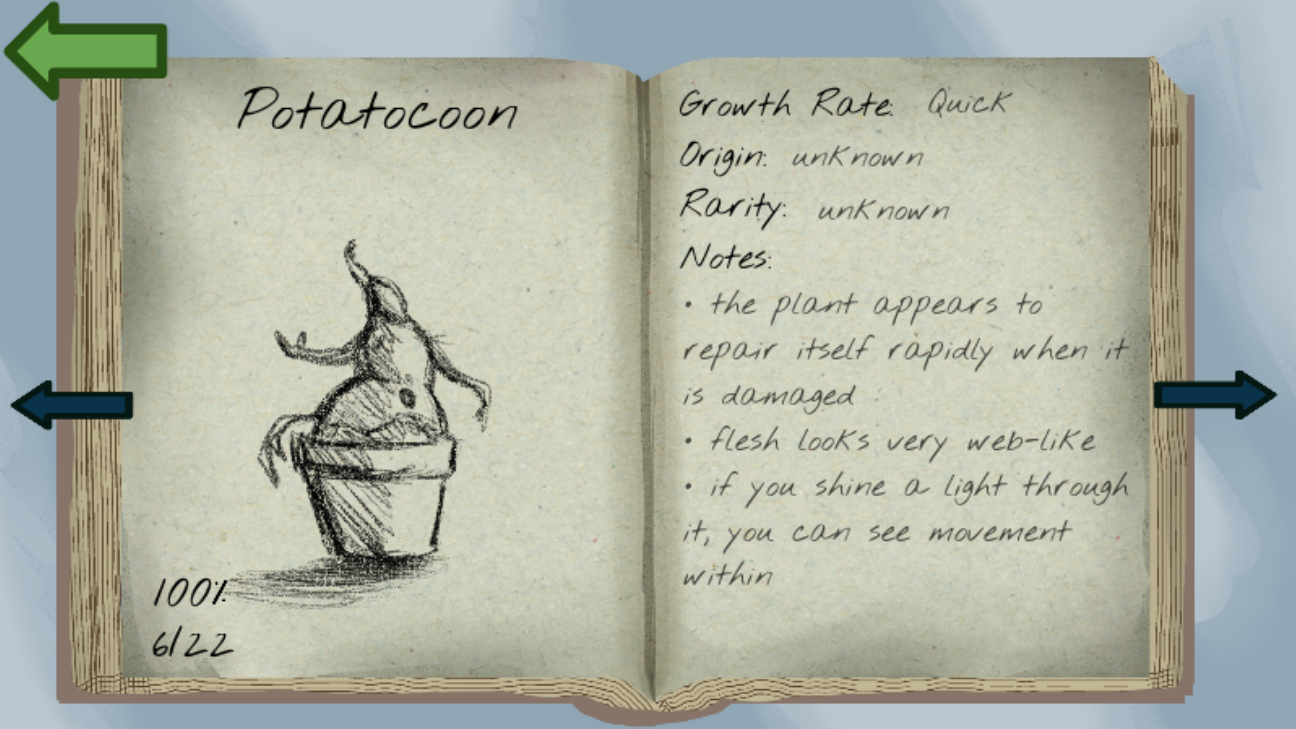 Potatocoon
100%
6/22
Growth Rate: Quick
Origin: unknown
Rarity: unknown
Notes:
• the plant appears to
repair itself rapidly when it
is damaged
• flesh looks very web-like
• if you shine a light through
it, you can see movement
within